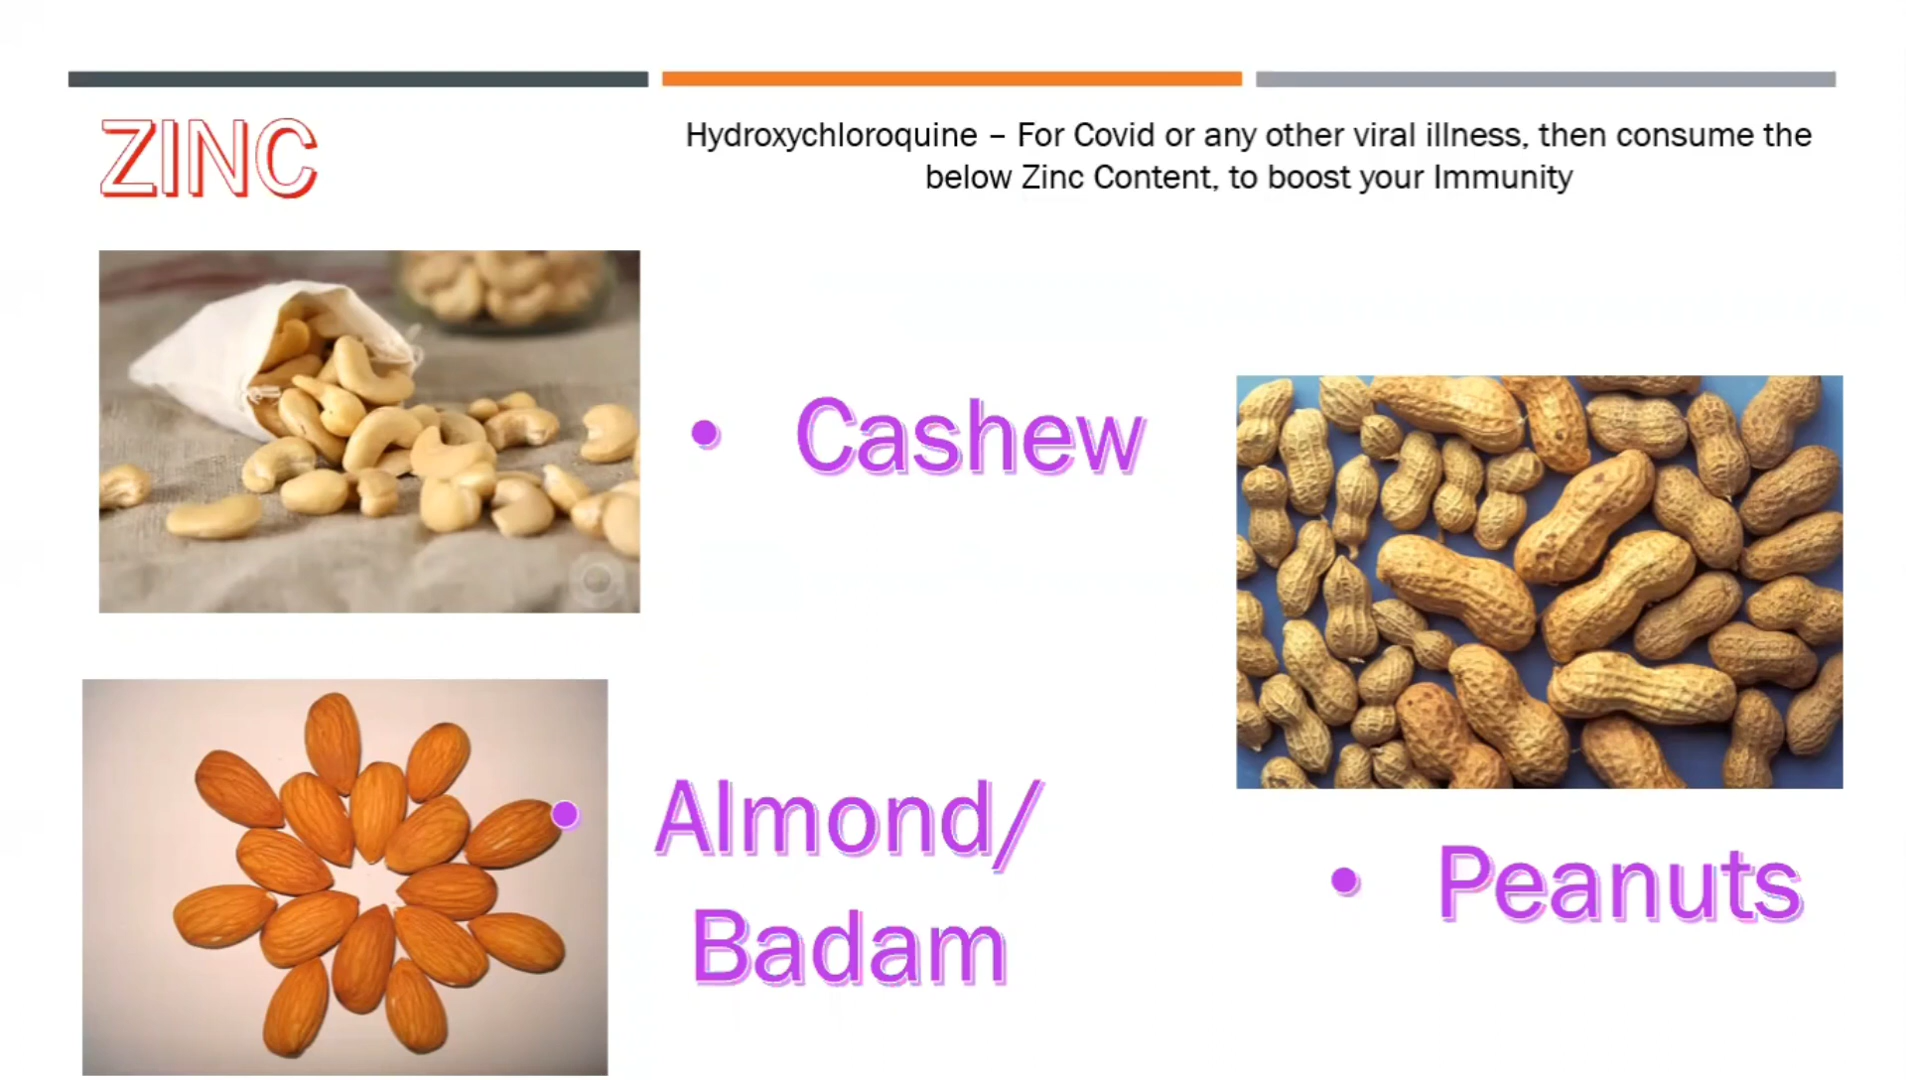 ZINC
Hydroxychloroquine – For Covid or any other viral illness, then consume the
below Zinc Content, to boost your Immunity
• Cashew
• Almond/
Badam
• Peanuts